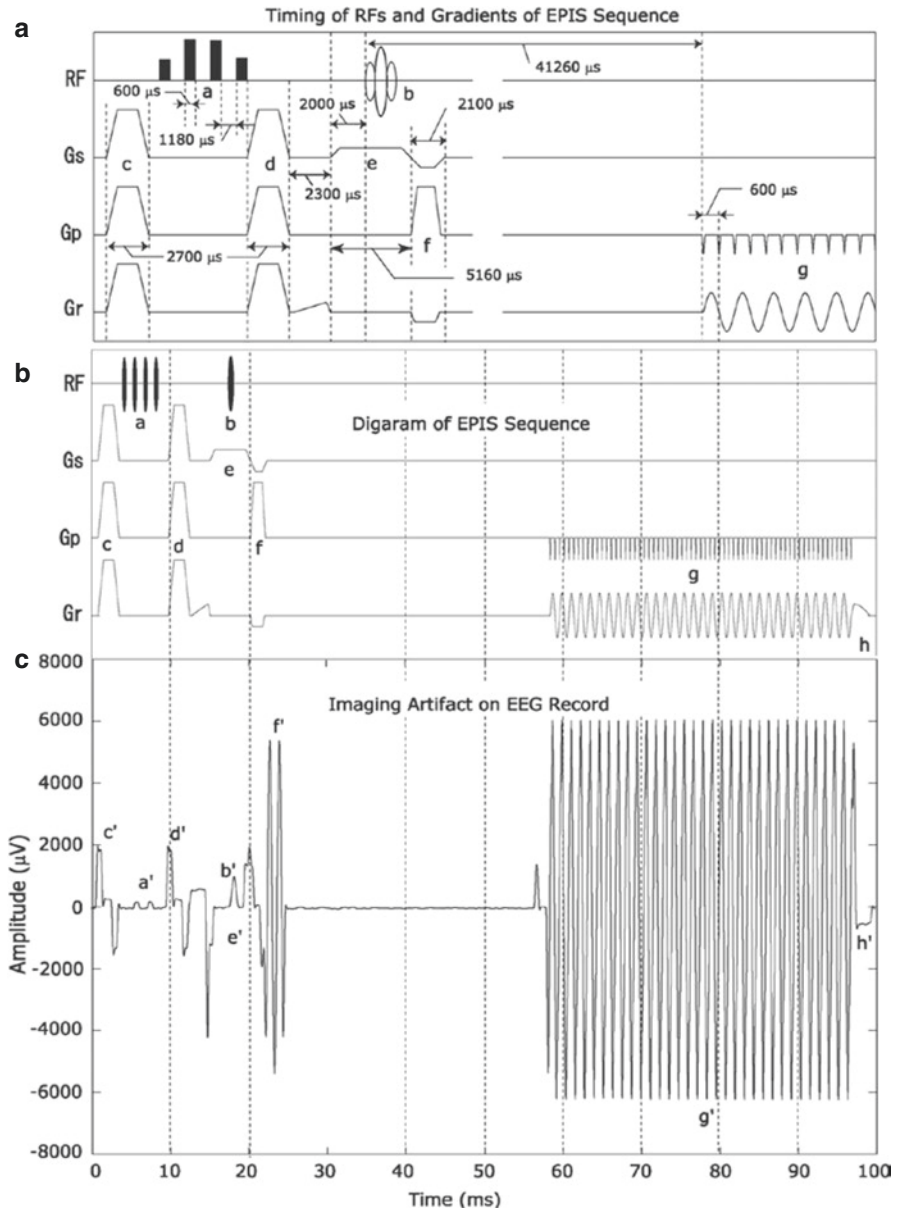 Timing of RFs and Gradients of EPIS Sequence
a
RF
a
b
41260 μs
600 μs
1180 μs
2000 μs
2100 μs
Gs
c
d
e
2300 μs
600 μs
Gp
f
g
2700 μs
5160 μs
Gr
b
RF
a
b
Digaram of EPIS Sequence
Gs
e
Gp
c
d
f
g
Gr
h
c
Imaging Artifact on EEG Record
8000
6000
4000
2000
0
-2000
-4000
-6000
-8000
Amplitude (μV)
c'
a'
d'
b'
e'
f'
g'
h'
0 10 20 30 40 50 60 70 80 90 100
Time (ms)